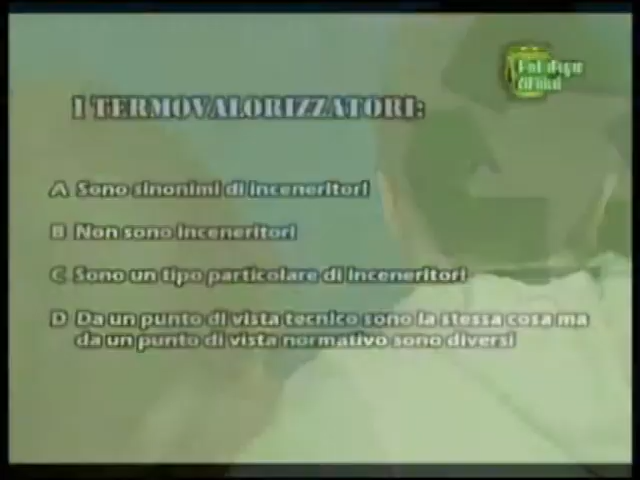 I TERMOVALORIZZATORI:
A Sono sinonimi di inceneritori
B Non sono inceneritori
C Sono un tipo particolare di inceneritori
D Da un punto di vista tecnico sono la stessa cosa ma
da un punto di vista normativo sono diversi